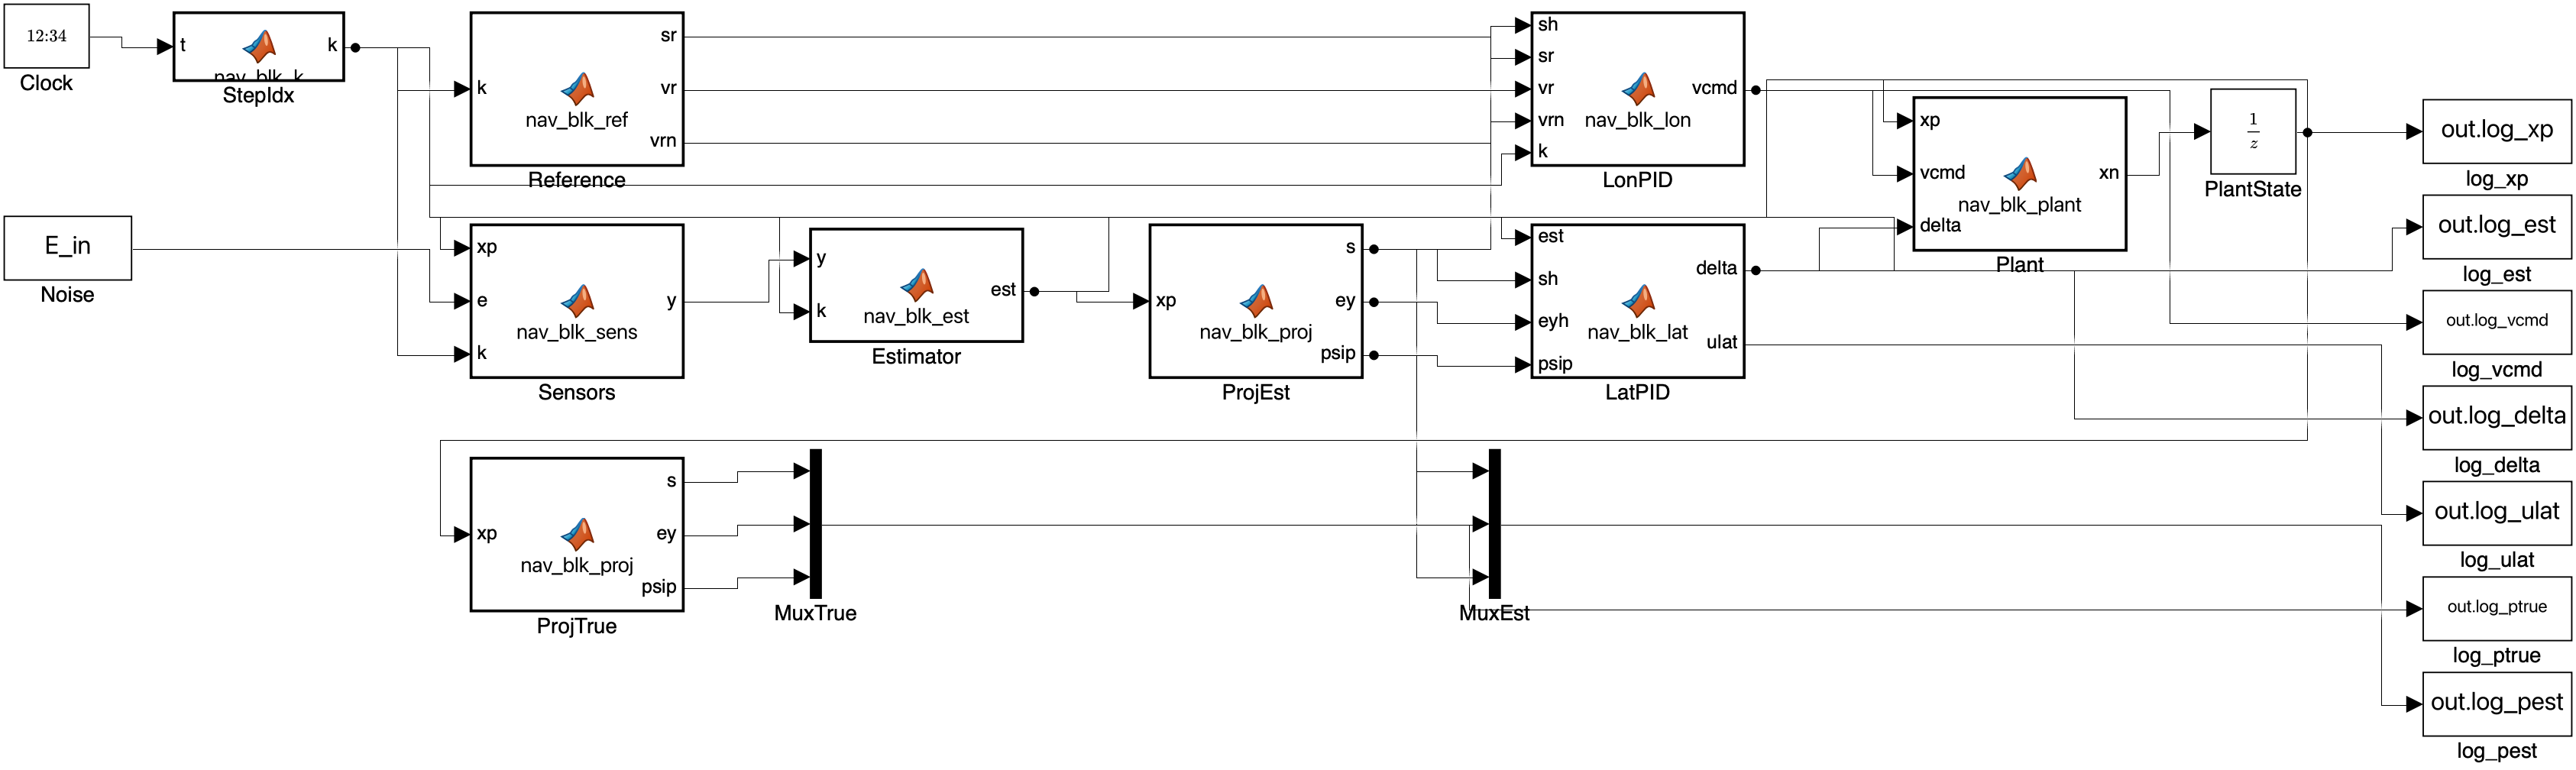 12:34
Clock
t
k
nav_blk_k
StepIdx
k
sr
vr
vrn
nav_blk_ref
Reference
sh
sr
vr
vrn
k
vcmd
nav_blk_lon
LonPID
xp
vcmd
delta
xn
nav_blk_plant
Plant
1
z
PlantState
out.log_xp
log_xp
E_in
Noise
xp
e
k
y
nav_blk_sens
Sensors
y
k
est
nav_blk_est
Estimator
xp
s
ey
psip
nav_blk_proj
ProjEst
est
sh
eyh
psip
delta
ulat
nav_blk_lat
LatPID
out.log_est
log_est
out.log_vcmd
log_vcmd
out.log_delta
log_delta
xp
s
ey
psip
nav_blk_proj
ProjTrue
MuxTrue
MuxEst
out.log_ulat
log_ulat
out.log_ptrue
log_ptrue
out.log_pest
log_pest